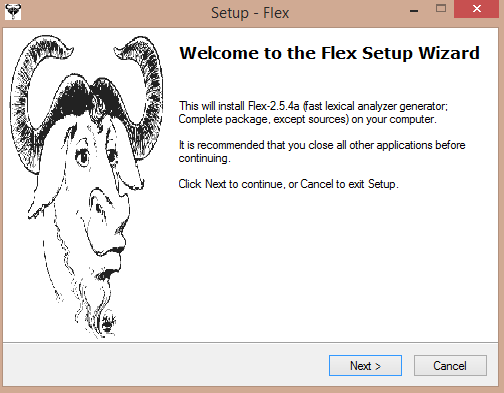 Setup - Flex
Welcome to the Flex Setup Wizard
This will install Flex-2.5.4a (fast lexical analyzer generator;
Complete package, except sources) on your computer.
It is recommended that you close all other applications before
continuing.
Click Next to continue, or Cancel to exit Setup.
Next >
Cancel